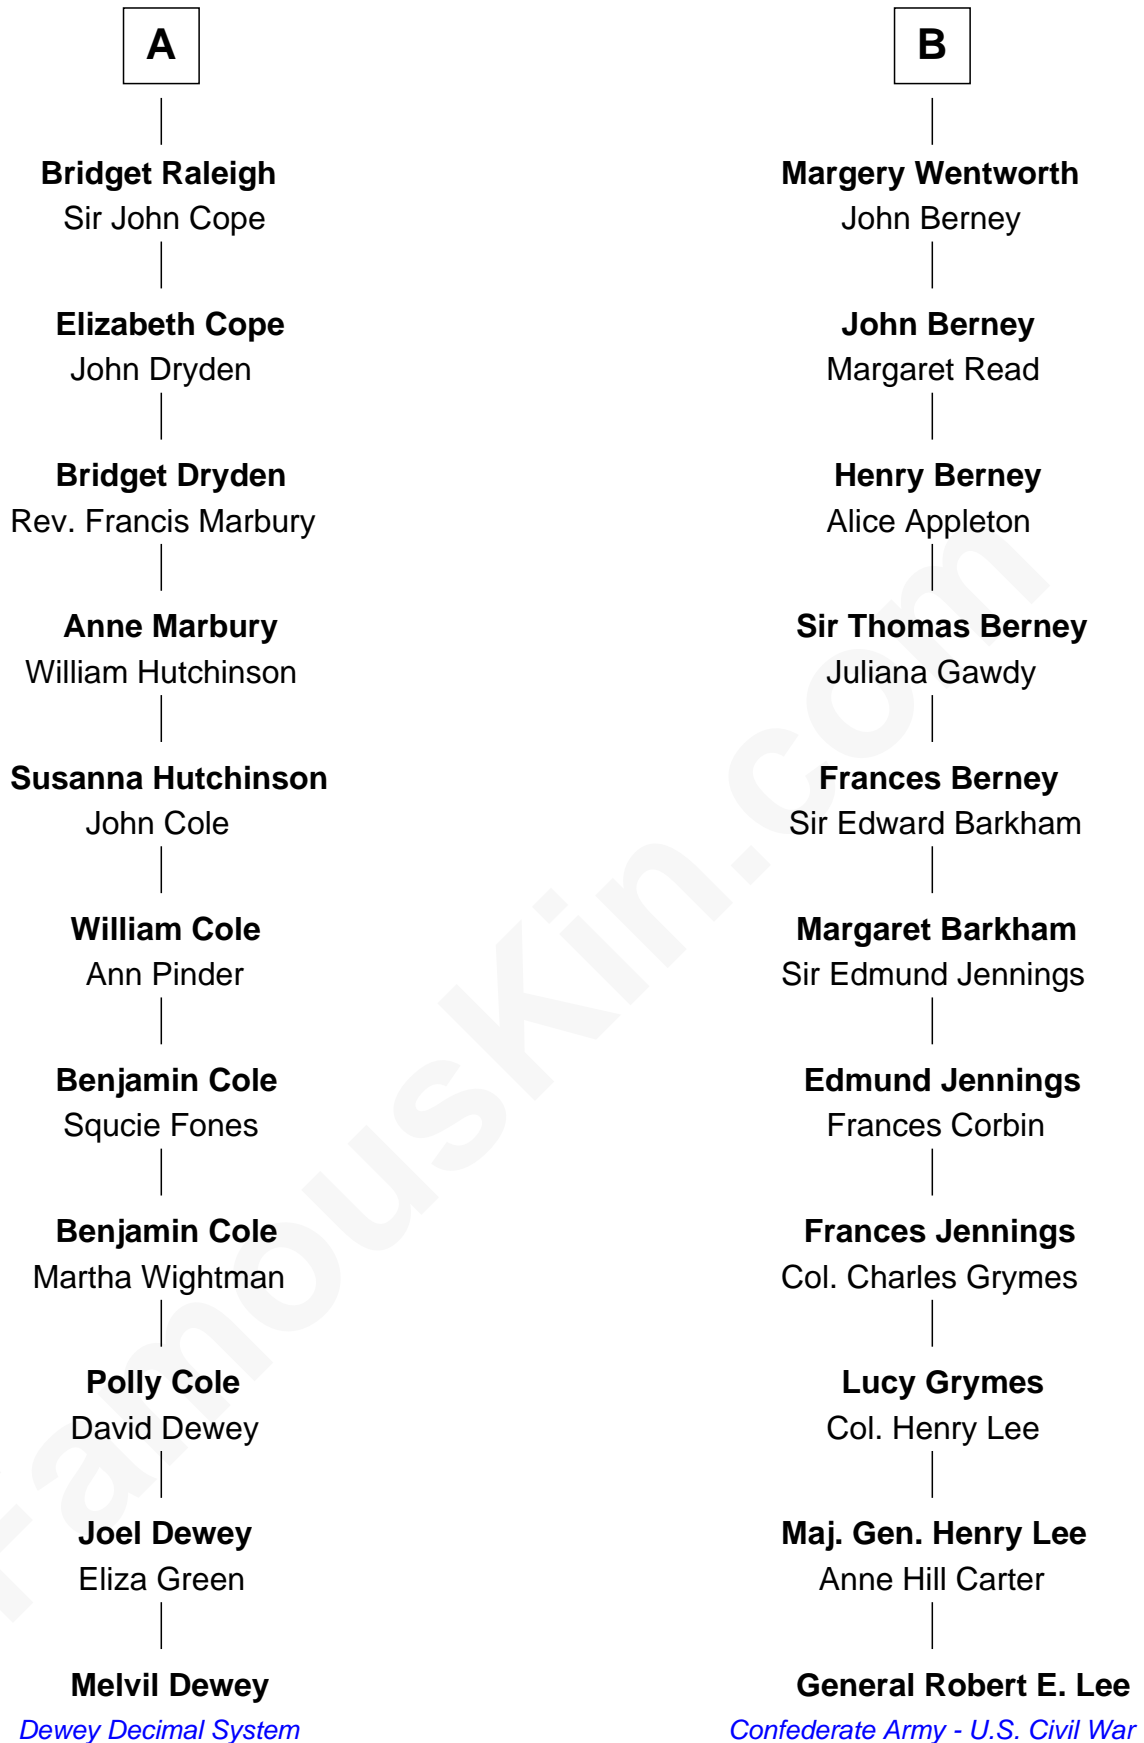 A
Bridget Raleigh
Sir John Cope
Elizabeth Cope
John Dryden
Bridget Dryden
Rev. Francis Marbury
Anne Marbury
William Hutchinson
Susanna Hutchinson
John Cole
William Cole
Ann Pinder
Benjamin Cole
Squcie Fones
Benjamin Cole
Martha Wightman
Polly Cole
David Dewey
Joel Dewey
Eliza Green
Melvil Dewey
Dewey Decimal System
B
Margery Wentworth
John Berney
John Berney
Margaret Read
Henry Berney
Alice Appleton
Sir Thomas Berney
Juliana Gawdy
Frances Berney
Sir Edward Barkham
Margaret Barkham
Sir Edmund Jennings
Edmund Jennings
Frances Corbin
Frances Jennings
Col. Charles Grymes
Lucy Grymes
Col. Henry Lee
Maj. Gen. Henry Lee
Anne Hill Carter
General Robert E. Lee
Confederate Army - U.S. Civil War
FamousKin.com